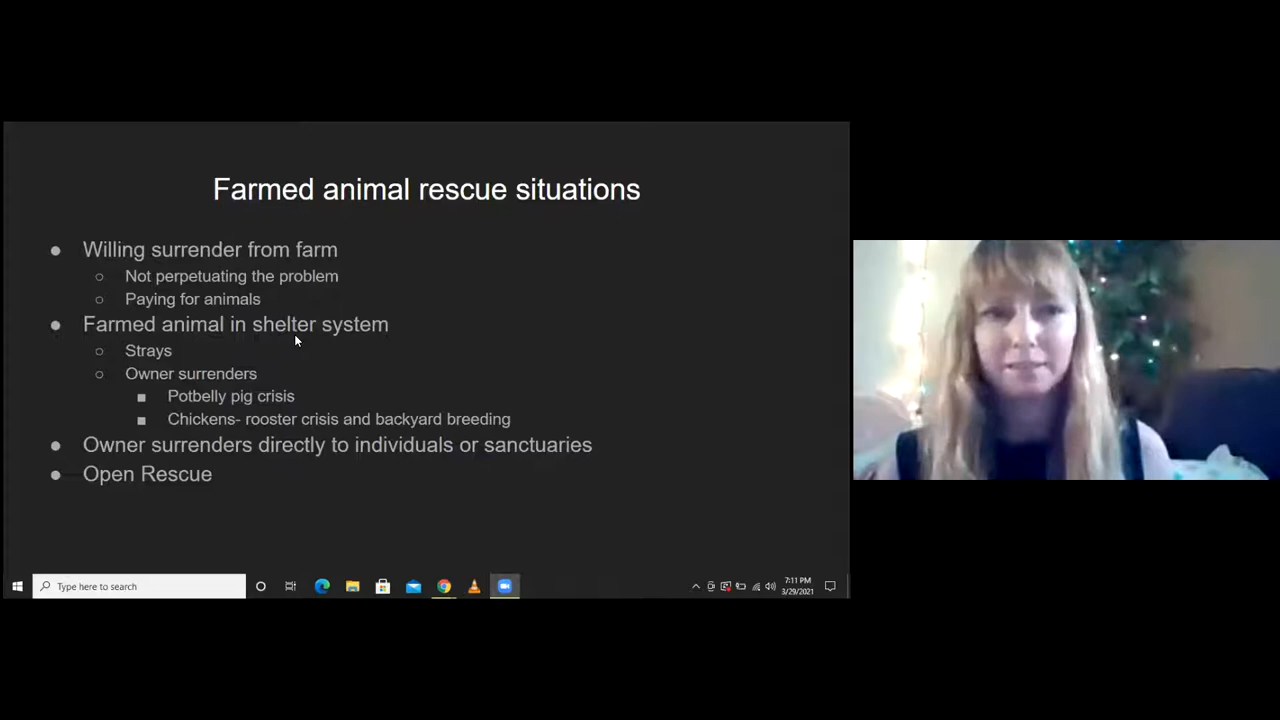 Farmed animal rescue situations
Willing surrender from farm
Not perpetuating the problem
Paying for animals
Farmed animal in shelter system
Strays
Owner surrenders
Potbelly pig crisis
Chickens- rooster crisis and backyard breeding
Owner surrenders directly to individuals or sanctuaries
Open Rescue
Type here to search
7:11 PM
3/29/2021